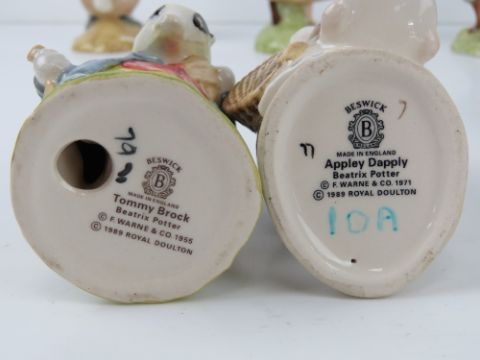 BESWICK
B
MADE IN ENGLAND
Tommy Brock
Beatrix Potter
© F. WARNE & CO. 1955
© 1989 ROYAL DOULTON
BESWICK
B
MADE IN ENGLAND
Appley Dapply
Beatrix Potter
© F. WARNE & CO. 1971
© 1989 ROYAL DOULTON
10A